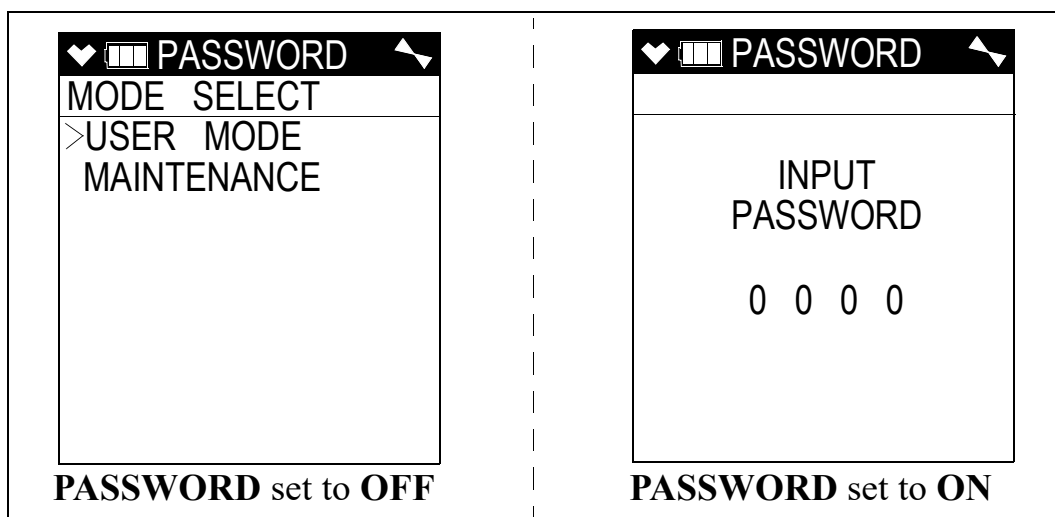 PASSWORD
MODE SELECT
>USER MODE
MAINTENANCE
PASSWORD set to OFF
PASSWORD
INPUT
PASSWORD
0 0 0 0
PASSWORD set to ON